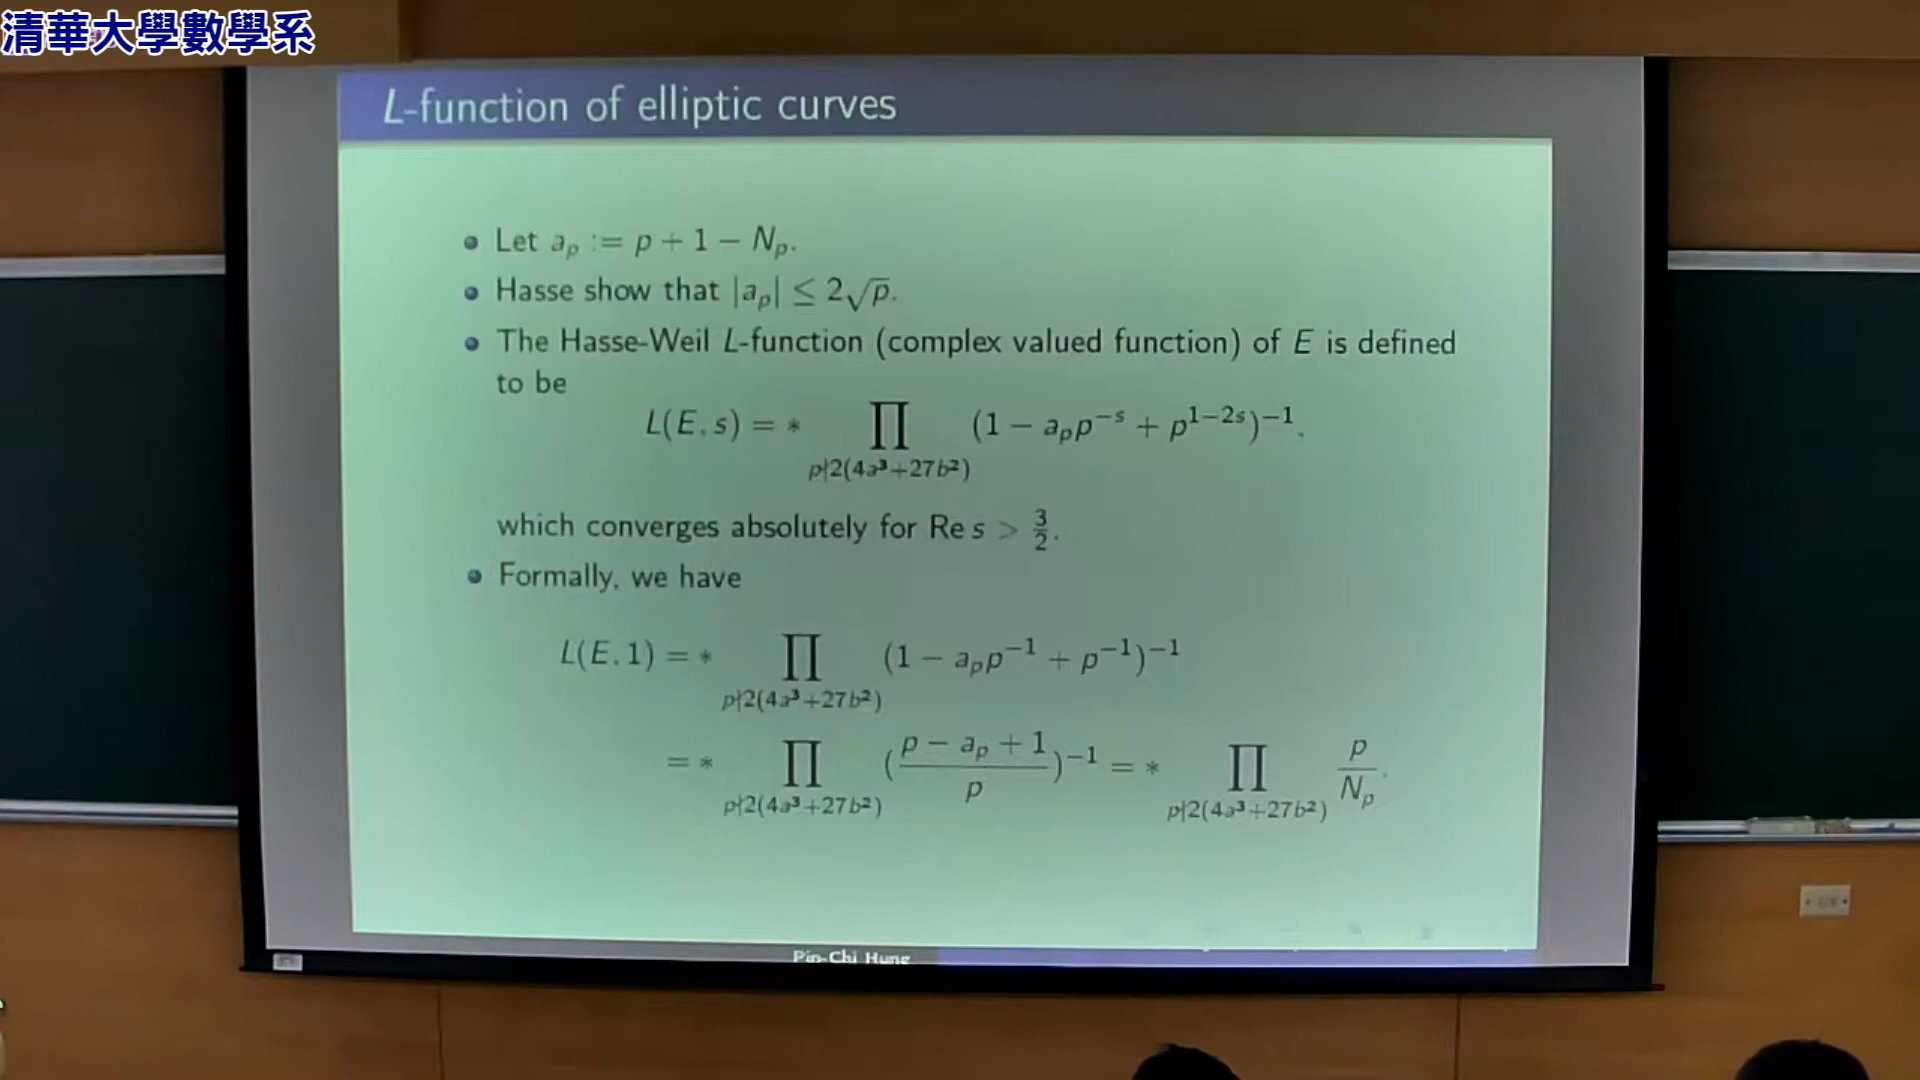 清華大學數學系
L-function of elliptic curves
Let a_p := p + 1 − N_p.
Hasse show that |a_p| ≤ 2√p.
The Hasse-Weil L-function (complex valued function) of E is defined
to be
L(E, s) = * ∏_{p∤2(4a³+27b²)} (1 − a_p p^{−s} + p^{1−2s})^{−1}.
which converges absolutely for Re s > 3/2.
Formally, we have
L(E, 1) = * ∏_{p∤2(4a³+27b²)} (1 − a_p p^{−1} + p^{−1})^{−1}
= * ∏_{p∤2(4a³+27b²)} ((p − a_p + 1)/p)^{−1} = * ∏_{p∤2(4a³+27b²)} p/N_p.
Pin-Chi Hung